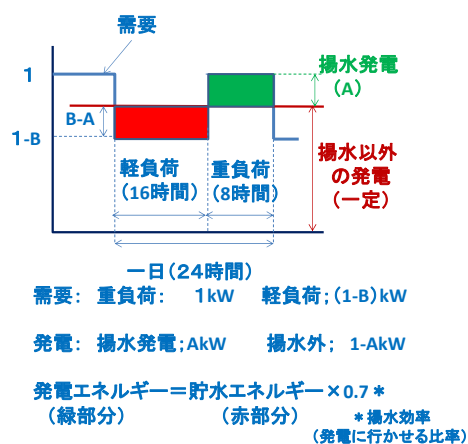 需要
1
揚水発電
(A)
B-A
1-B
軽負荷
(16時間)
重負荷
(8時間)
揚水以外
の発電
(一定)
一日(24時間)
需要: 重負荷: 1kW 軽負荷;(1-B)kW
発電: 揚水発電;AkW 揚水外; 1-AkW
発電エネルギー=貯水エネルギー×0.7*
(緑部分) (赤部分) *揚水効率
(発電に行かせる比率)